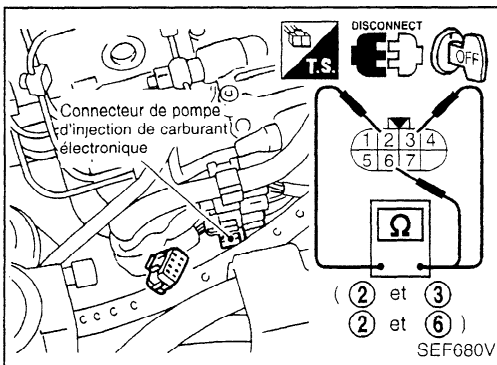 DISCONNECT
T.S.
OFF
Connecteur de pompe
d'injection de carburant
électronique
1 2 3 4
5 6 7
Ω
( 2 et 3
2 et 6 )
SEF680V